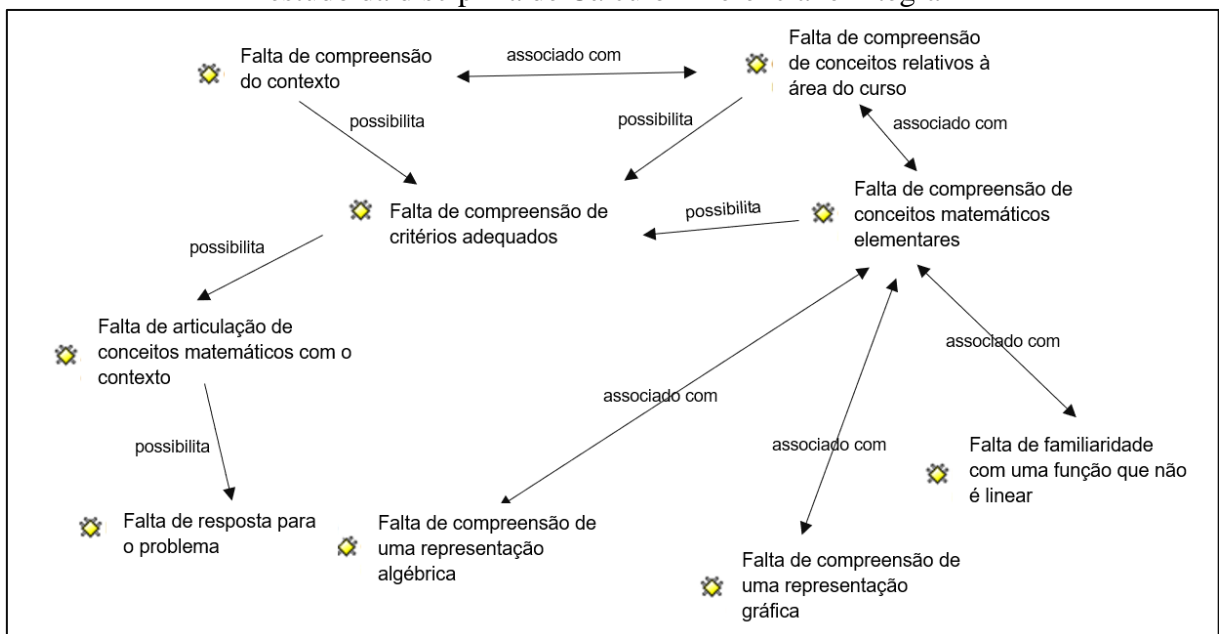 Falta de compreensão
do contexto
associado com
Falta de compreensão
de conceitos relativos à
área do curso
possibilita
possibilita
associado com
Falta de compreensão de
critérios adequados
possibilita
Falta de compreensão de
conceitos matemáticos
elementares
possibilita
Falta de articulação de
conceitos matemáticos com o
contexto
associado com
associado com
associado com
possibilita
Falta de familiaridade
com uma função que não
é linear
Falta de resposta para
o problema
Falta de compreensão de
uma representação
algébrica
Falta de compreensão de
uma representação
gráfica